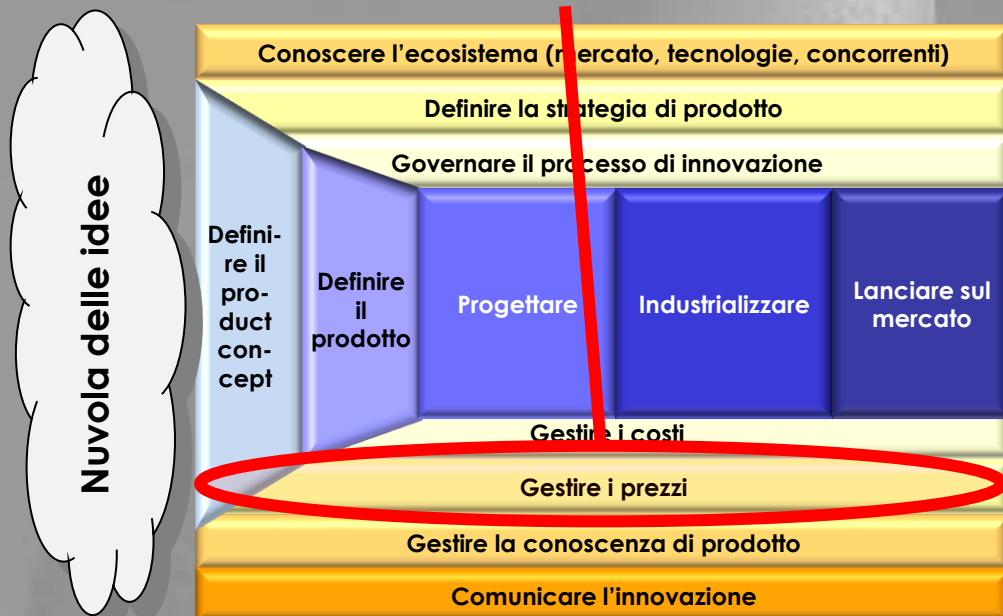 Nuvola delle idee
Conoscere l'ecosistema (mercato, tecnologie, concorrenti)
Definire la strategia di prodotto
Governare il processo di innovazione
Defini-
re il
pro-
duct
con-
cept
Definire
il
prodotto
Progettare
Industrializzare
Lanciare sul
mercato
Gestire i costi
Gestire i prezzi
Gestire la conoscenza di prodotto
Comunicare l'innovazione